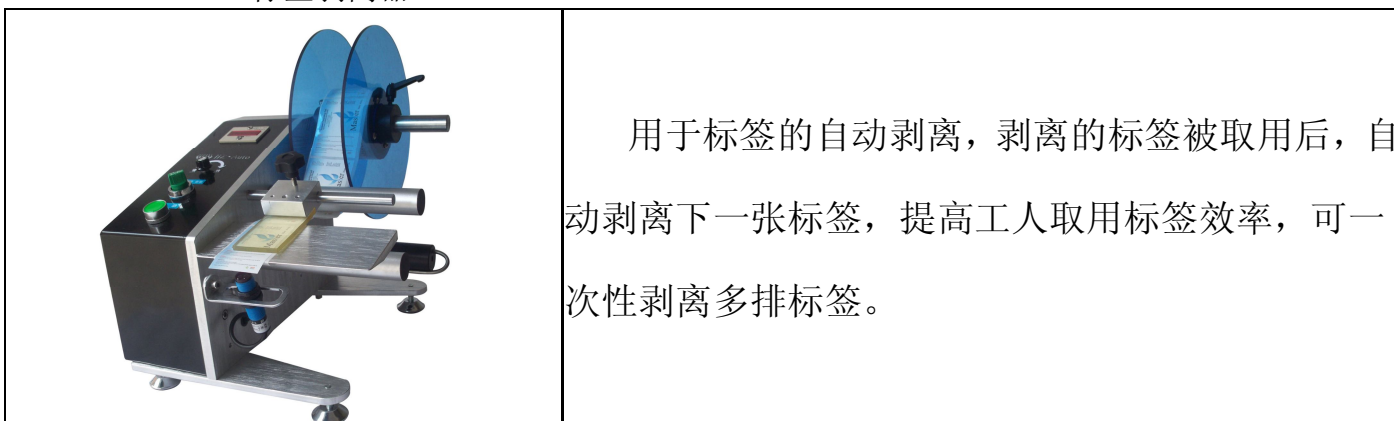 用于标签的自动剥离，剥离的标签被取用后，自
动剥离下一张标签，提高工人取用标签效率，可一
次性剥离多排标签。